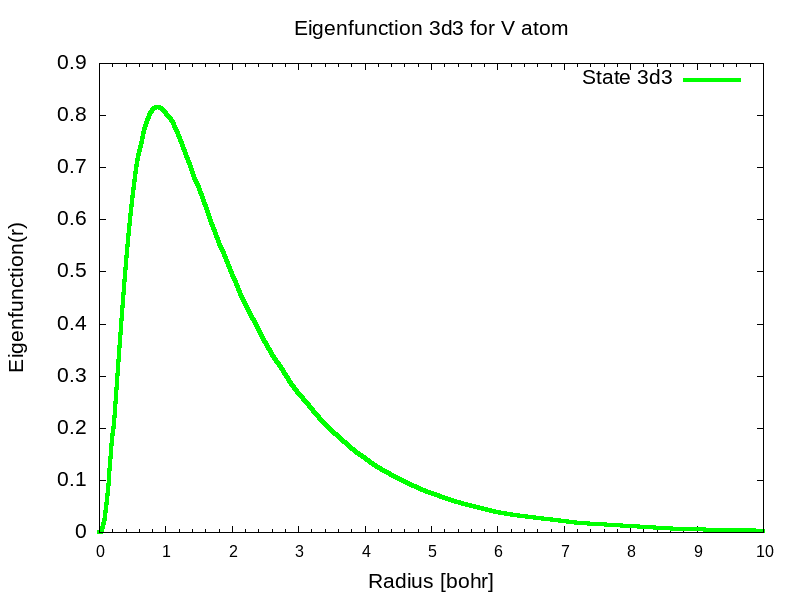 Eigenfunction 3d3 for V atom
State 3d3
Eigenfunction(r)
0.9
0.8
0.7
0.6
0.5
0.4
0.3
0.2
0.1
0
0 1 2 3 4 5 6 7 8 9 10
Radius [bohr]